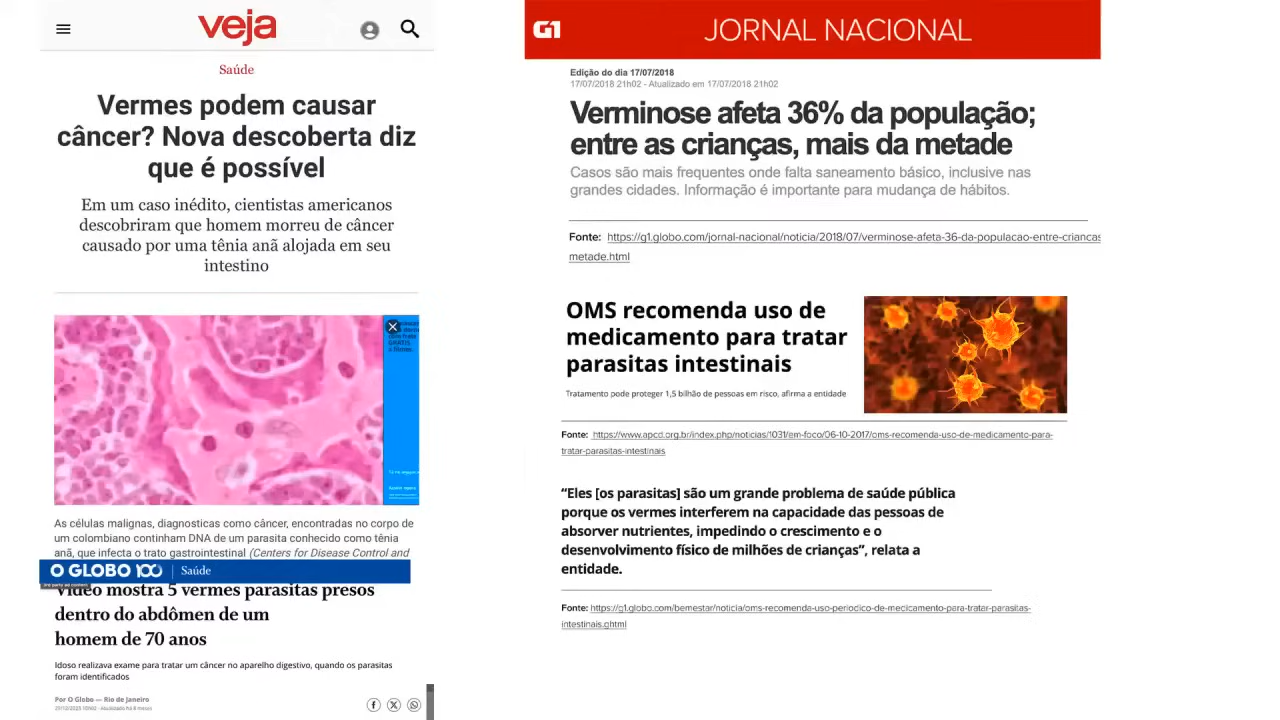 veja
Saúde
Vermes podem causar
câncer? Nova descoberta diz
que é possível
Em um caso inédito, cientistas americanos
descobriram que homem morreu de câncer
causado por uma tênia anã alojada em seu
intestino
As células malignas, diagnosticas como câncer, encontradas no corpo de
um colombiano continham DNA de um parasita conhecido como tênia
anã, que infecta o trato gastrointestinal (Centers for Disease Control and
O GLOBO 100 | Saúde
Vídeo mostra 5 vermes parasitas presos
dentro do abdômen de um
homem de 70 anos
Idoso realizava exame para tratar um câncer no aparelho digestivo, quando os parasitas
foram identificados
Por O Globo — Rio de Janeiro
G1 JORNAL NACIONAL
Edição do dia 17/07/2018
17/07/2018 21h02 - Atualizado em 17/07/2018 21h02
Verminose afeta 36% da população;
entre as crianças, mais da metade
Casos são mais frequentes onde falta saneamento básico, inclusive nas
grandes cidades. Informação é importante para mudança de hábitos.
Fonte: https://g1.globo.com/jornal-nacional/noticia/2018/07/verminose-afeta-36-da-populacao-entre-criancas
metade.html
OMS recomenda uso de
medicamento para tratar
parasitas intestinais
Tratamento pode proteger 1,5 bilhão de pessoas em risco, afirma a entidade
Fonte: https://www.apcd.org.br/index.php/noticias/1031/em-foco/06-10-2017/oms-recomenda-uso-de-medicamento-para-
tratar-parasitas-intestinais
“Eles [os parasitas] são um grande problema de saúde pública
porque os vermes interferem na capacidade das pessoas de
absorver nutrientes, impedindo o crescimento e o
desenvolvimento físico de milhões de crianças”, relata a
entidade.
Fonte: https://g1.globo.com/bemestar/noticia/oms-recomenda-uso-periodico-de-medicamento-para-tratar-parasitas-
intestinais.ghtml